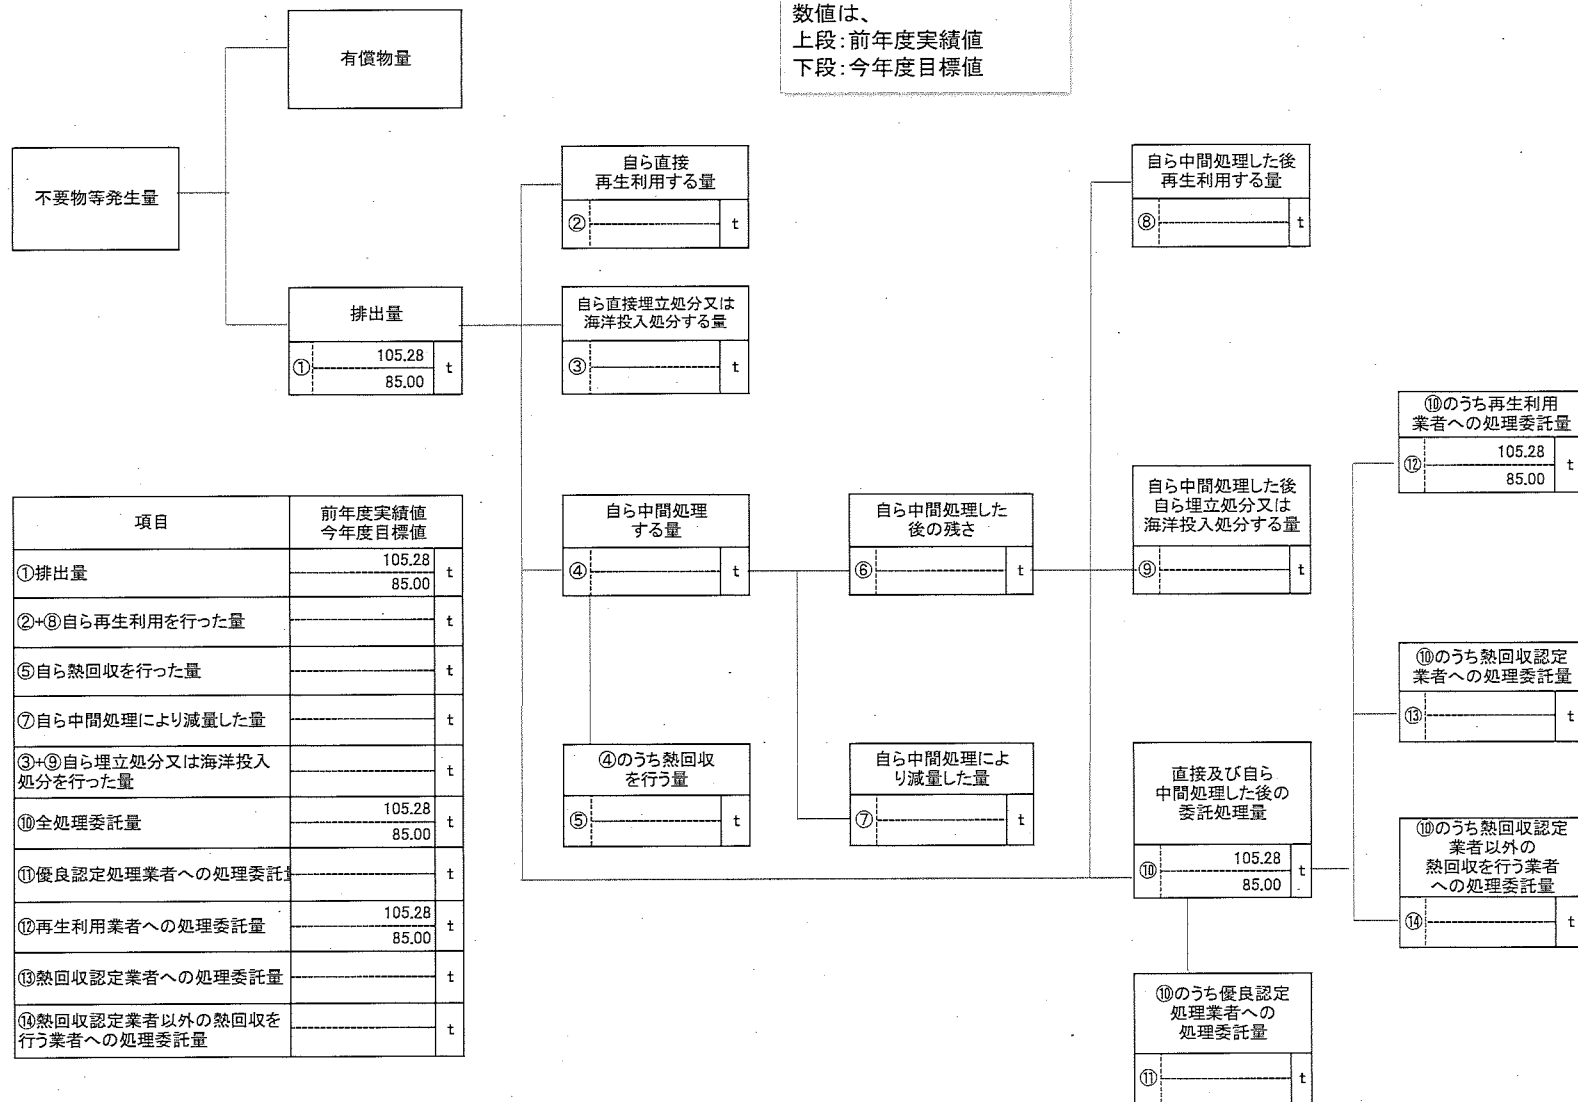 数値は、
上段:前年度実績値
下段:今年度目標値
有償物量
不要物等発生量
排出量
① 105.28 t
85.00
自ら直接
再生利用する量
② t
自ら直接埋立処分又は
海洋投入処分する量
③ t
自ら中間処理
する量
④ t
④のうち熱回収
を行う量
⑤ t
自ら中間処理した
後の残さ
⑥ t
自ら中間処理によ
り減量した量
⑦ t
自ら中間処理した後
再生利用する量
⑧ t
自ら中間処理した後
自ら埋立処分又は
海洋投入処分する量
⑨ t
直接及び自ら
中間処理した後の
委託処理量
⑩ 105.28 t
85.00
⑩のうち優良認定
処理業者への
処理委託量
⑪ t
⑩のうち再生利用
業者への処理委託量
⑫ 105.28 t
85.00
⑩のうち熱回収認定
業者への処理委託量
⑬ t
⑩のうち熱回収認定
業者以外の
熱回収を行う業者
への処理委託量
⑭ t
項目 前年度実績値
今年度目標値
①排出量 105.28 t
85.00
②+⑧自ら再生利用を行った量 t
⑤自ら熱回収を行った量 t
⑦自ら中間処理により減量した量 t
③+⑨自ら埋立処分又は海洋投入
処分を行った量 t
⑩全処理委託量 105.28 t
85.00
⑪優良認定処理業者への処理委託 t
⑫再生利用業者への処理委託量 105.28 t
85.00
⑬熱回収認定業者への処理委託量 t
⑭熱回収認定業者以外の熱回収を
行う業者への処理委託量 t